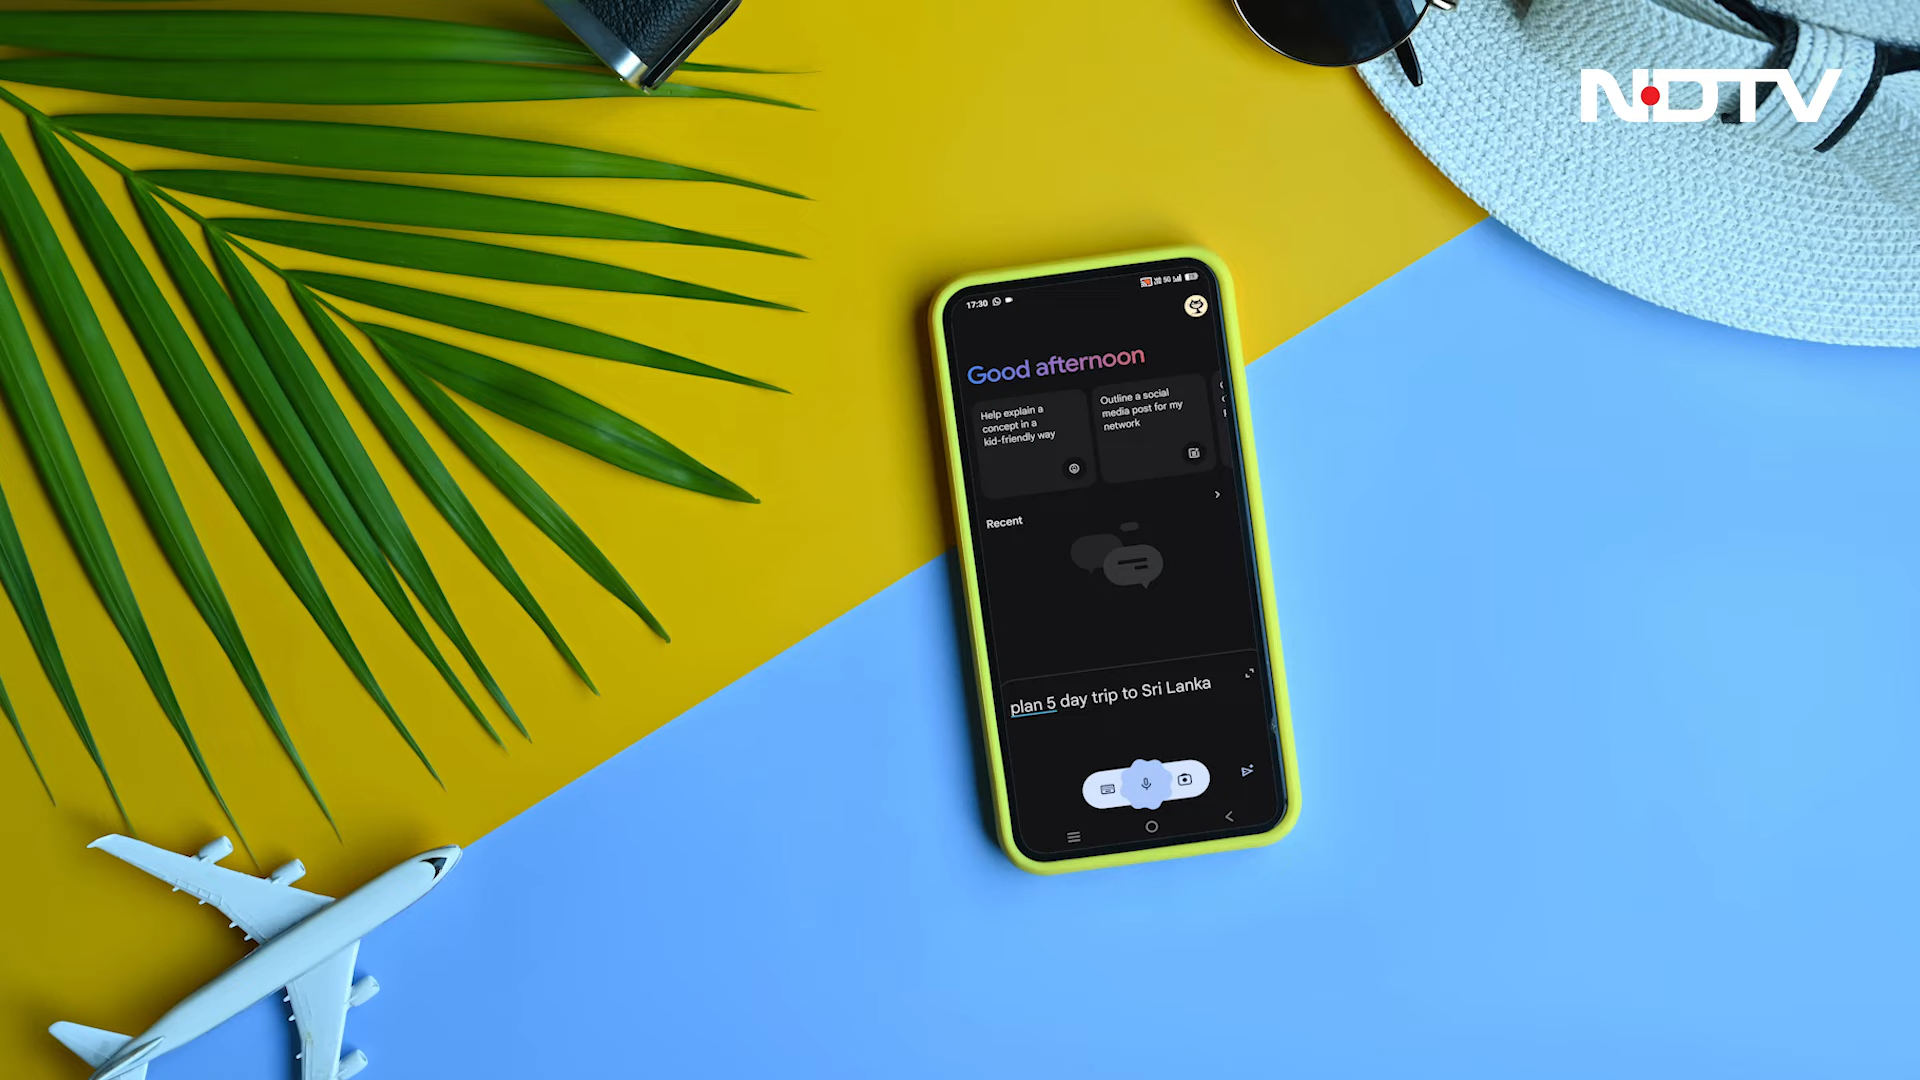 NDTV
17:30
5G
Good afternoon
Help explain a
concept in a
kid-friendly way
Outline a social
media post for my
network
Recent
plan 5 day trip to Sri Lanka